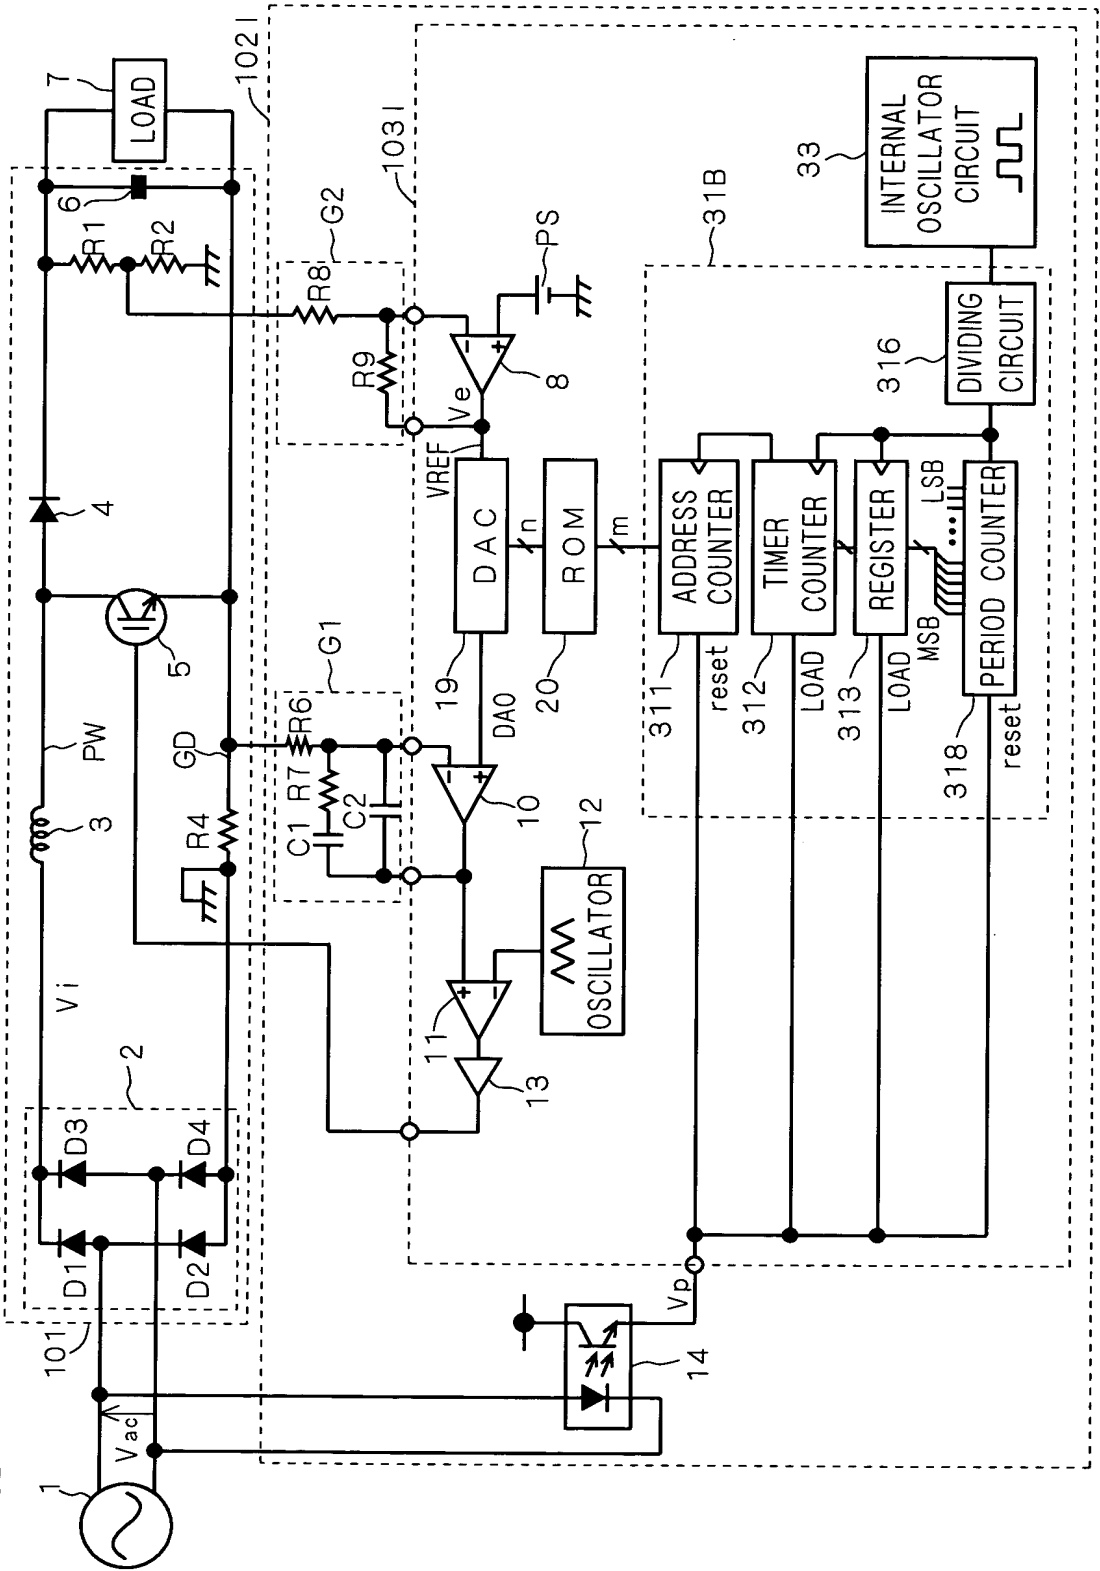 1
Vac
101
D1
D2
D3
D4
2
Vi
3
PW
GD
R4
5
4
R1
R2
6
7
LOAD
102I
103I
G1
R6
R7
C1
C2
G2
R8
R9
PS
8
Ve
VREF
DAC
19
DAO
n
ROM
20
m
10
11
13
12
OSCILLATOR
14
Vp
31B
33
INTERNAL
OSCILLATOR
CIRCUIT
316
DIVIDING
CIRCUIT
311
ADDRESS
COUNTER
reset
312
TIMER
COUNTER
LOAD
313
REGISTER
LOAD
MSB
LSB
318
PERIOD COUNTER
reset
-
+
-
+
+
-